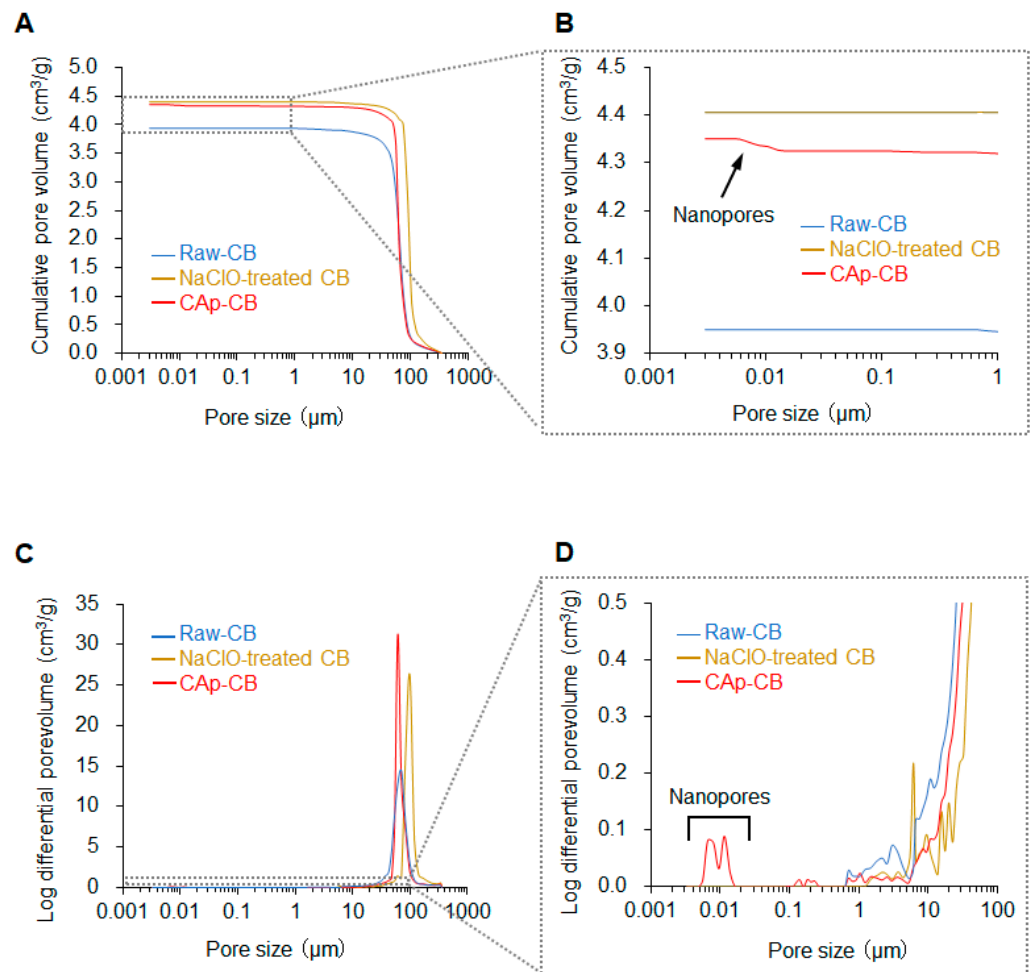 A
Cumulative pore volume (cm³/g)
5.0
4.5
4.0
3.5
3.0
2.5
2.0
1.5
1.0
0.5
0.0
Raw-CB
NaClO-treated CB
CAp-CB
0.001 0.01 0.1 1 10 100 1000
Pore size (μm)
B
Cumulative pore volume (cm³/g)
4.5
4.4
4.3
4.2
4.1
4.0
3.9
Nanopores
Raw-CB
NaClO-treated CB
CAp-CB
0.001 0.01 0.1 1
Pore size (μm)
C
Log differential porevolume (cm³/g)
35
30
25
20
15
10
5
0
Raw-CB
NaClO-treated CB
CAp-CB
0.001 0.01 0.1 1 10 100 1000
Pore size (μm)
D
Log differential porevolume (cm³/g)
0.5
0.4
0.3
0.2
0.1
0.0
Raw-CB
NaClO-treated CB
CAp-CB
Nanopores
0.001 0.01 0.1 1 10 100
Pore size (μm)